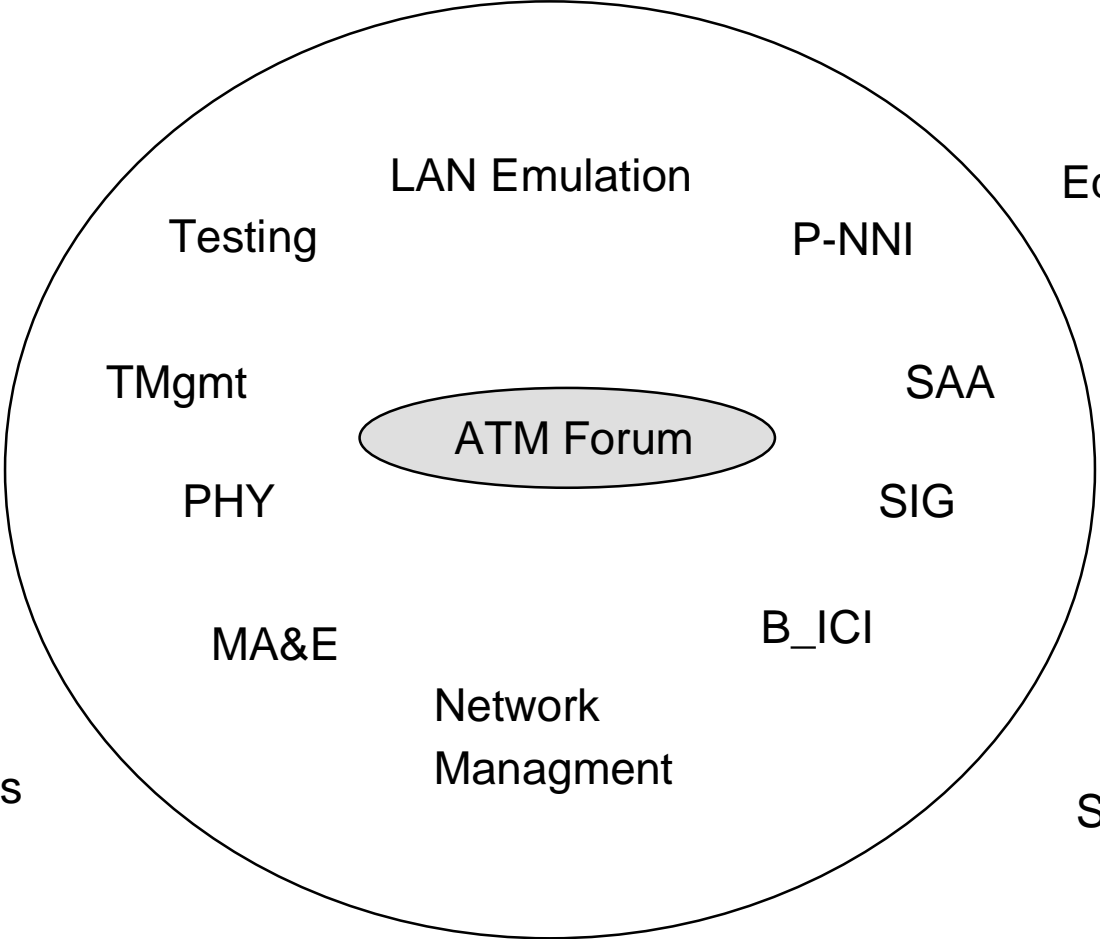 LAN Emulation
Testing
P-NNI
TMgmt
SAA
ATM Forum
PHY
SIG
B_ICI
MA&E
Network
Managment
s
S